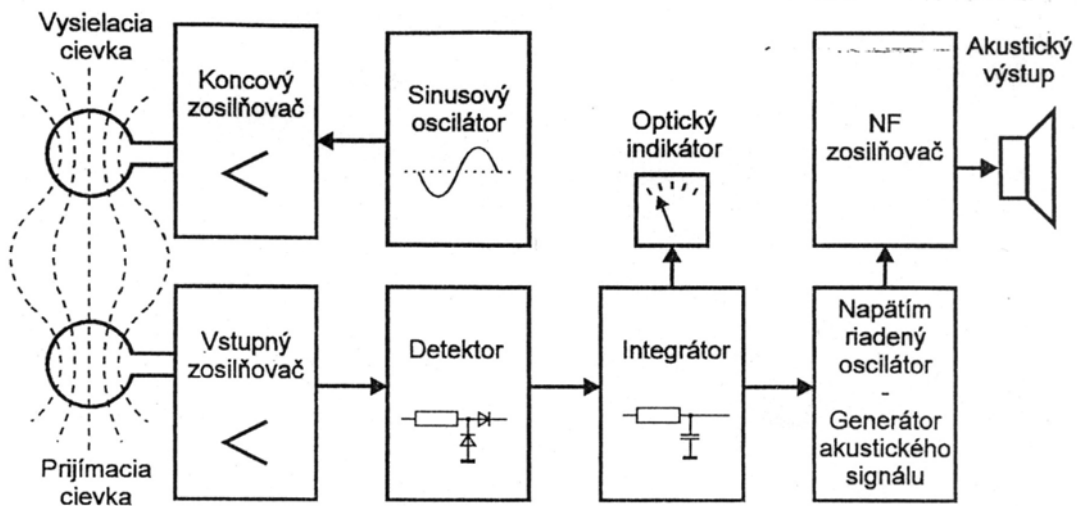 Vysielacia
cievka
Koncový
zosilňovač
Sinusový
oscilátor
Optický
indikátor
NF
zosilňovač
Akustický
výstup
Vstupný
zosilňovač
Detektor
Integrátor
Napätím
riadený
oscilátor
-
Generátor
akustického
signálu
Prijímacia
cievka